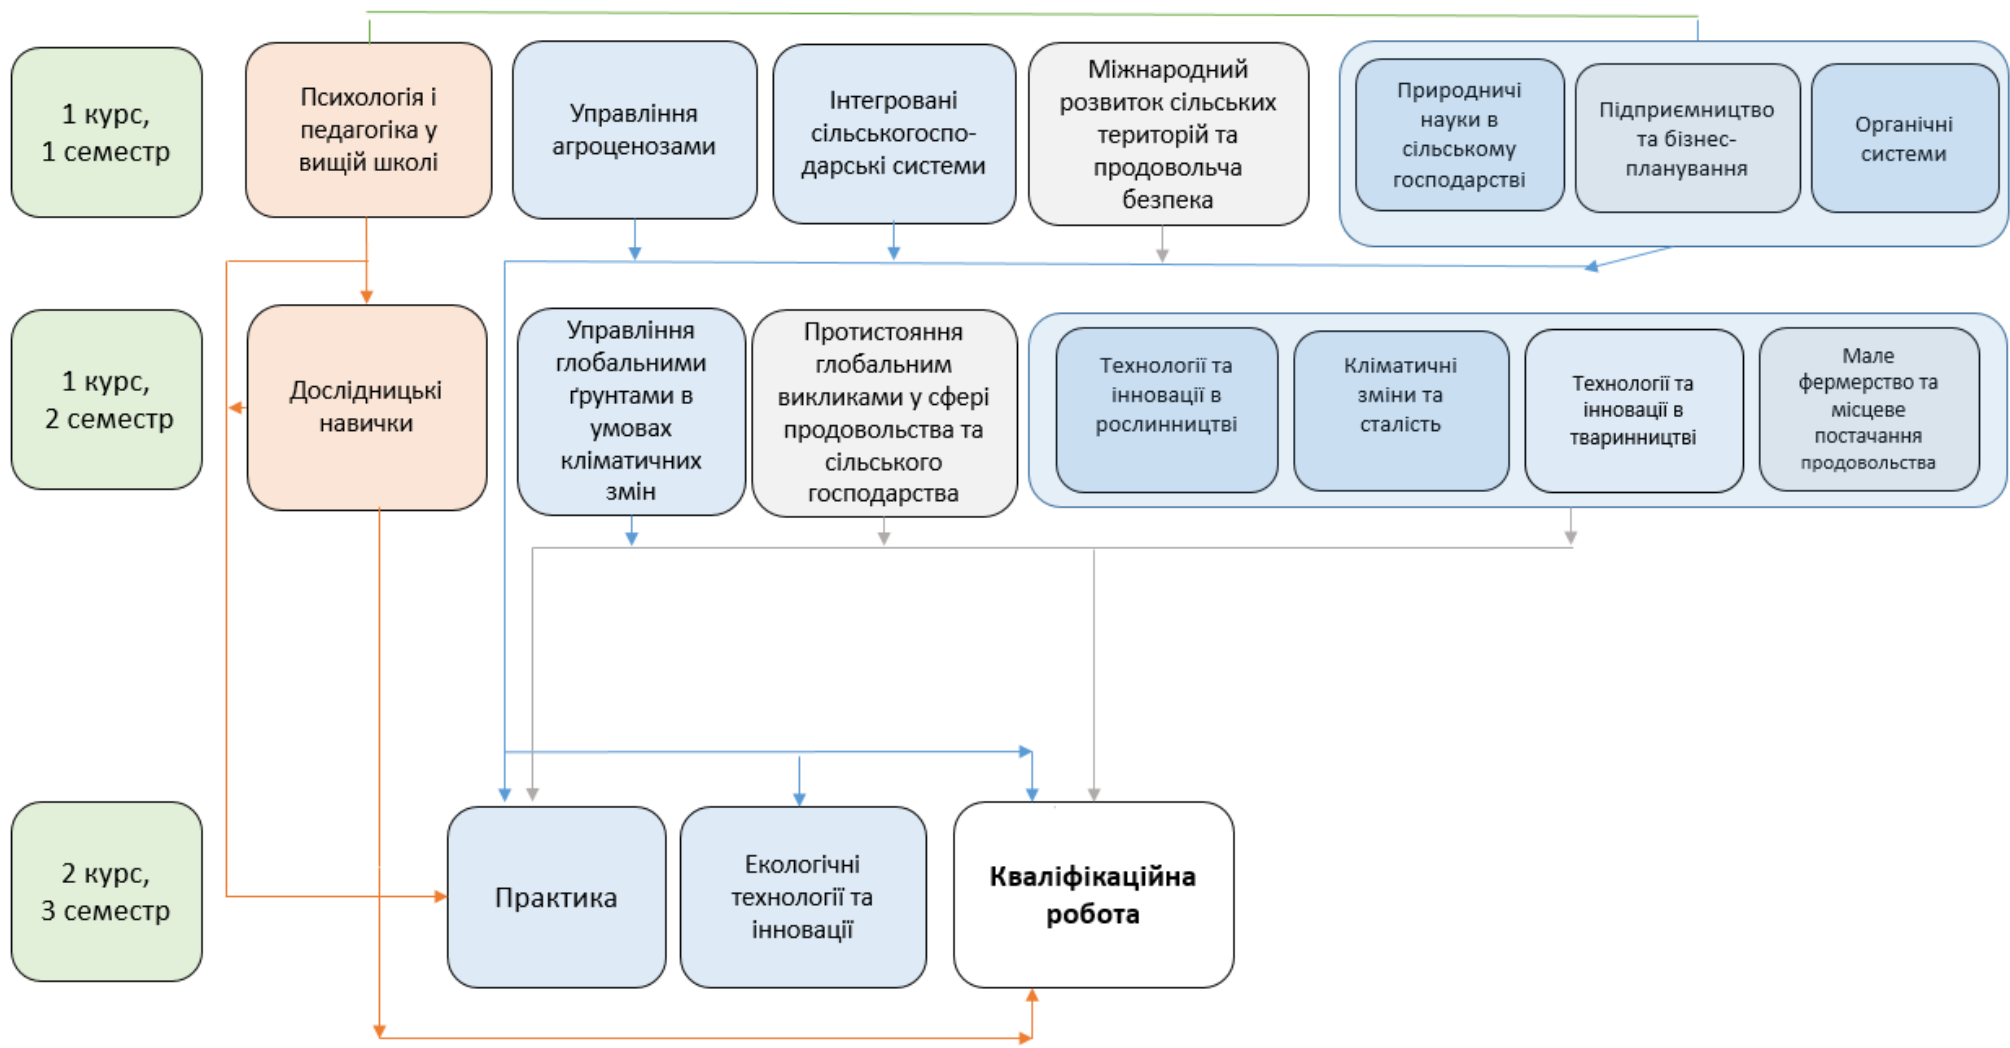 1 курс,
1 семестр
Психологія і
педагогіка у
вищій школі
Управління
агроценозами
Інтегровані
сільськогоспо-
дарські системи
Міжнародний
розвиток сільських
територій та
продовольча
безпека
Природничі
науки в
сільському
господарстві
Підприємництво
та бізнес-
планування
Органічні
системи
1 курс,
2 семестр
Дослідницькі
навички
Управління
глобальними
ґрунтами в
умовах
кліматичних
змін
Протистояння
глобальним
викликами у сфері
продовольства та
сільського
господарства
Технології та
інновації в
рослинництві
Кліматичні
зміни та
сталість
Технології та
інновації в
тваринництві
Мале
фермерство та
місцеве
постачання
продовольства
2 курс,
3 семестр
Практика
Екологічні
технології та
інновації
Кваліфікаційна
робота